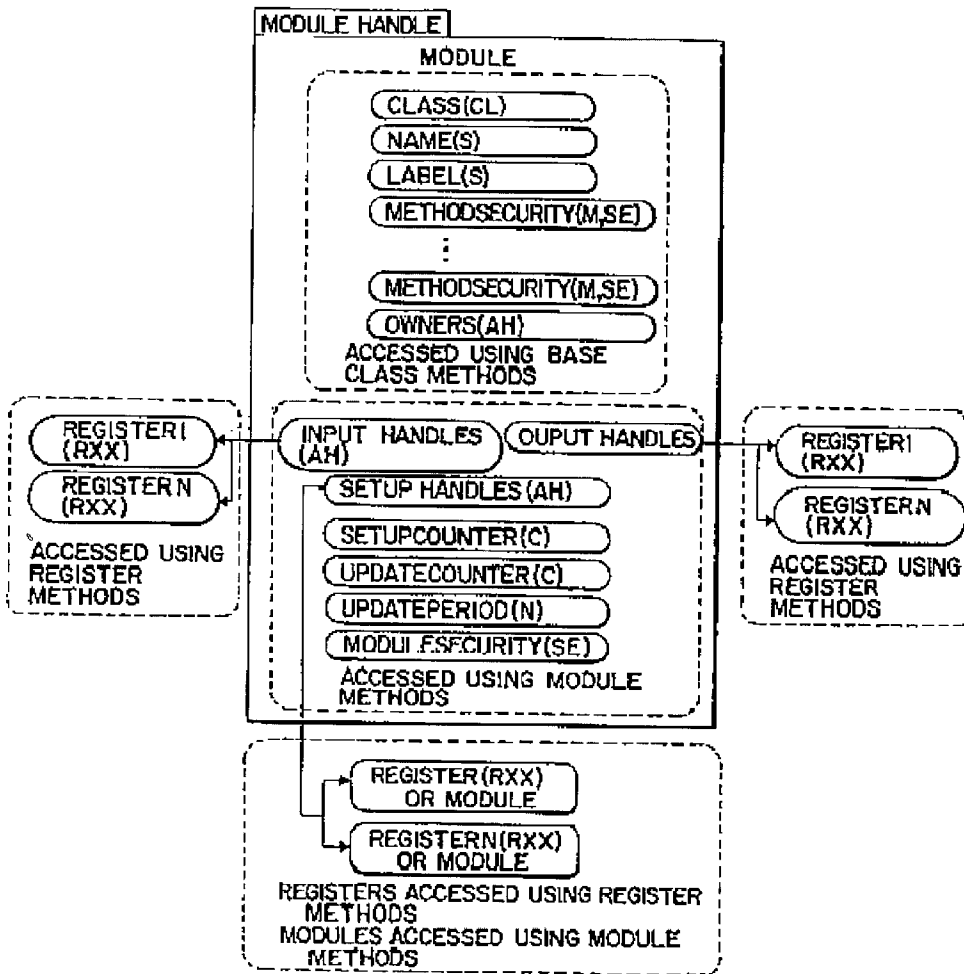 MODULE HANDLE
MODULE
CLASS(CL)
NAME(S)
LABEL(S)
METHODSECURITY(M,SE)
METHODSECURITY(M,SE)
OWNERS(AH)
ACCESSED USING BASE
CLASS METHODS
REGISTER1
(RXX)
REGISTERN
(RXX)
ACCESSED USING
REGISTER
METHODS
INPUT HANDLES
(AH)
OUPUT HANDLES
SETUP HANDLES(AH)
SETUPCOUNTER(C)
UPDATECOUNTER(C)
UPDATEPERIOD(N)
MODULESECURITY(SE)
ACCESSED USING MODULE
METHODS
REGISTER1
(RXX)
REGISTERN
(RXX)
ACCESSED USING
REGISTER
METHODS
REGISTER(RXX)
OR MODULE
REGISTERN(RXX)
OR MODULE
REGISTERS ACCESSED USING REGISTER
METHODS
MODULES ACCESSED USING MODULE
METHODS